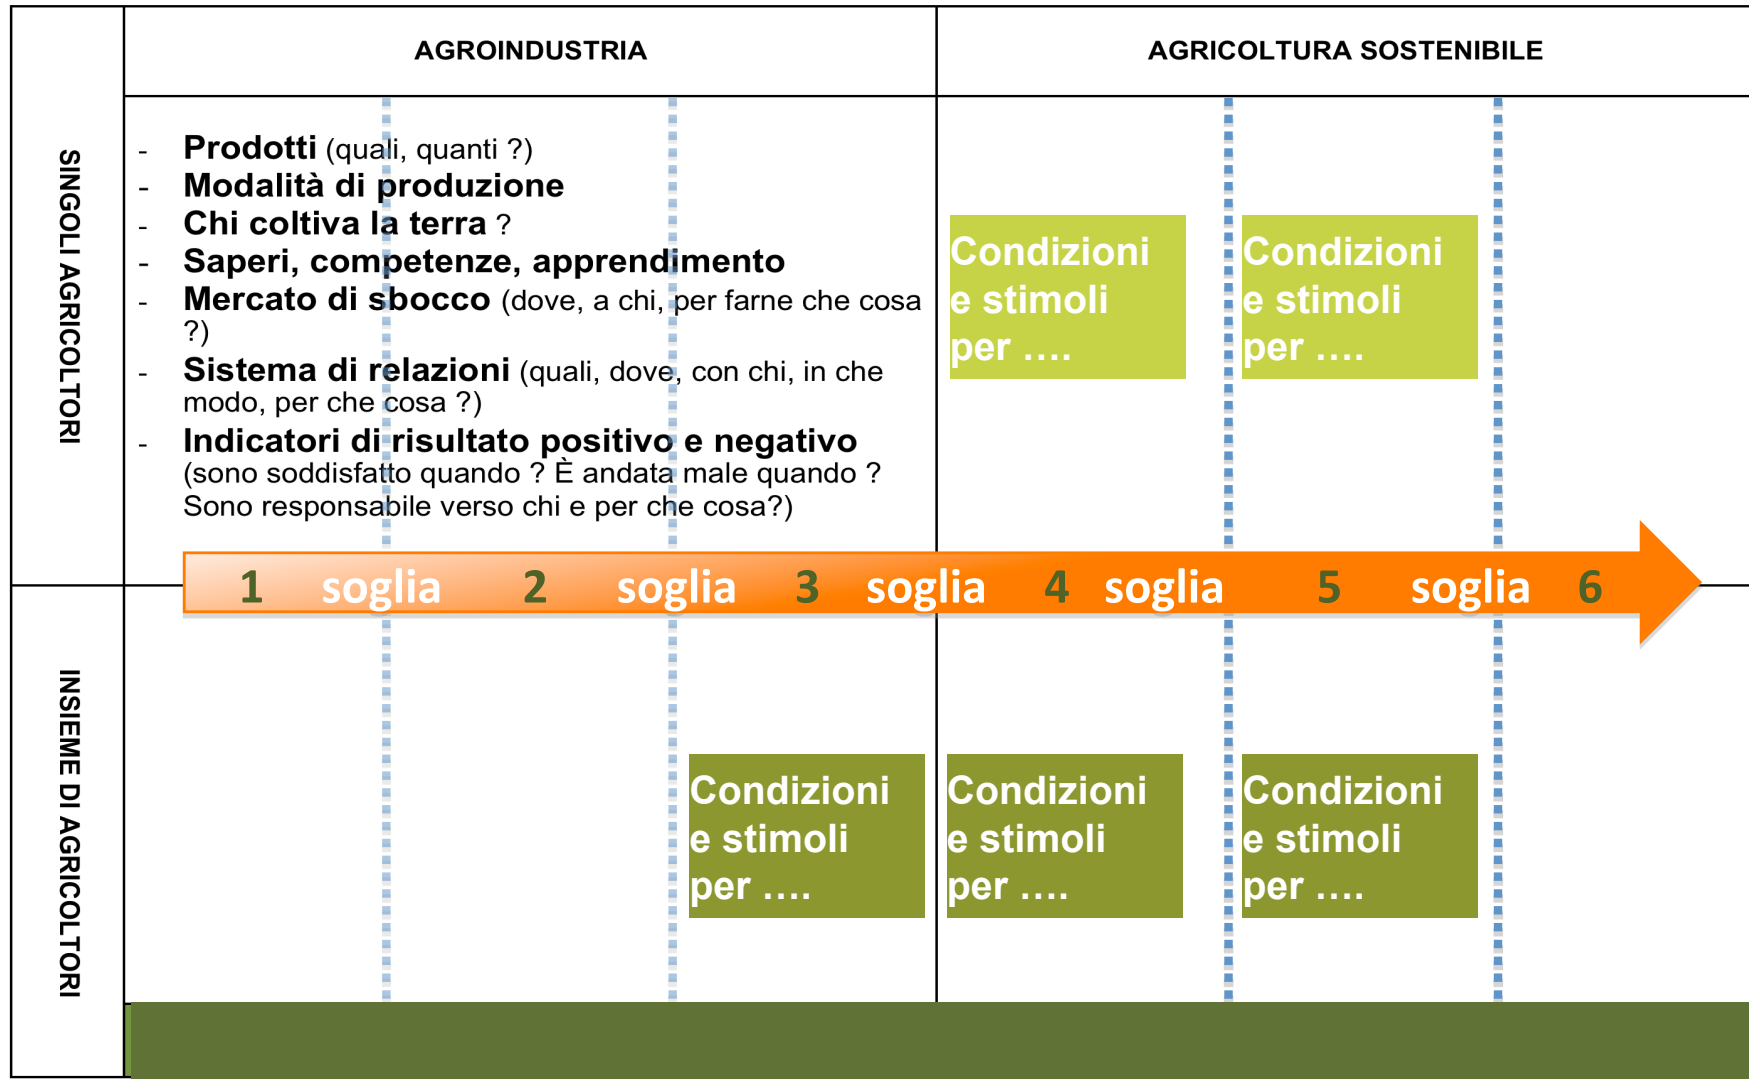 AGROINDUSTRIA
AGRICOLTURA SOSTENIBILE
SINGOLI AGRICOLTORI
- Prodotti (quali, quanti ?)
- Modalità di produzione
- Chi coltiva la terra ?
- Saperi, competenze, apprendimento
- Mercato di sbocco (dove, a chi, per farne che cosa
?)
- Sistema di relazioni (quali, dove, con chi, in che
modo, per che cosa ?)
- Indicatori di risultato positivo e negativo
(sono soddisfatto quando ? È andata male quando ?
Sono responsabile verso chi e per che cosa?)
Condizioni
e stimoli
per ....
Condizioni
e stimoli
per ....
1 soglia 2 soglia 3 soglia 4 soglia 5 soglia 6
INSIEME DI AGRICOLTORI
Condizioni
e stimoli
per ....
Condizioni
e stimoli
per ....
Condizioni
e stimoli
per ....